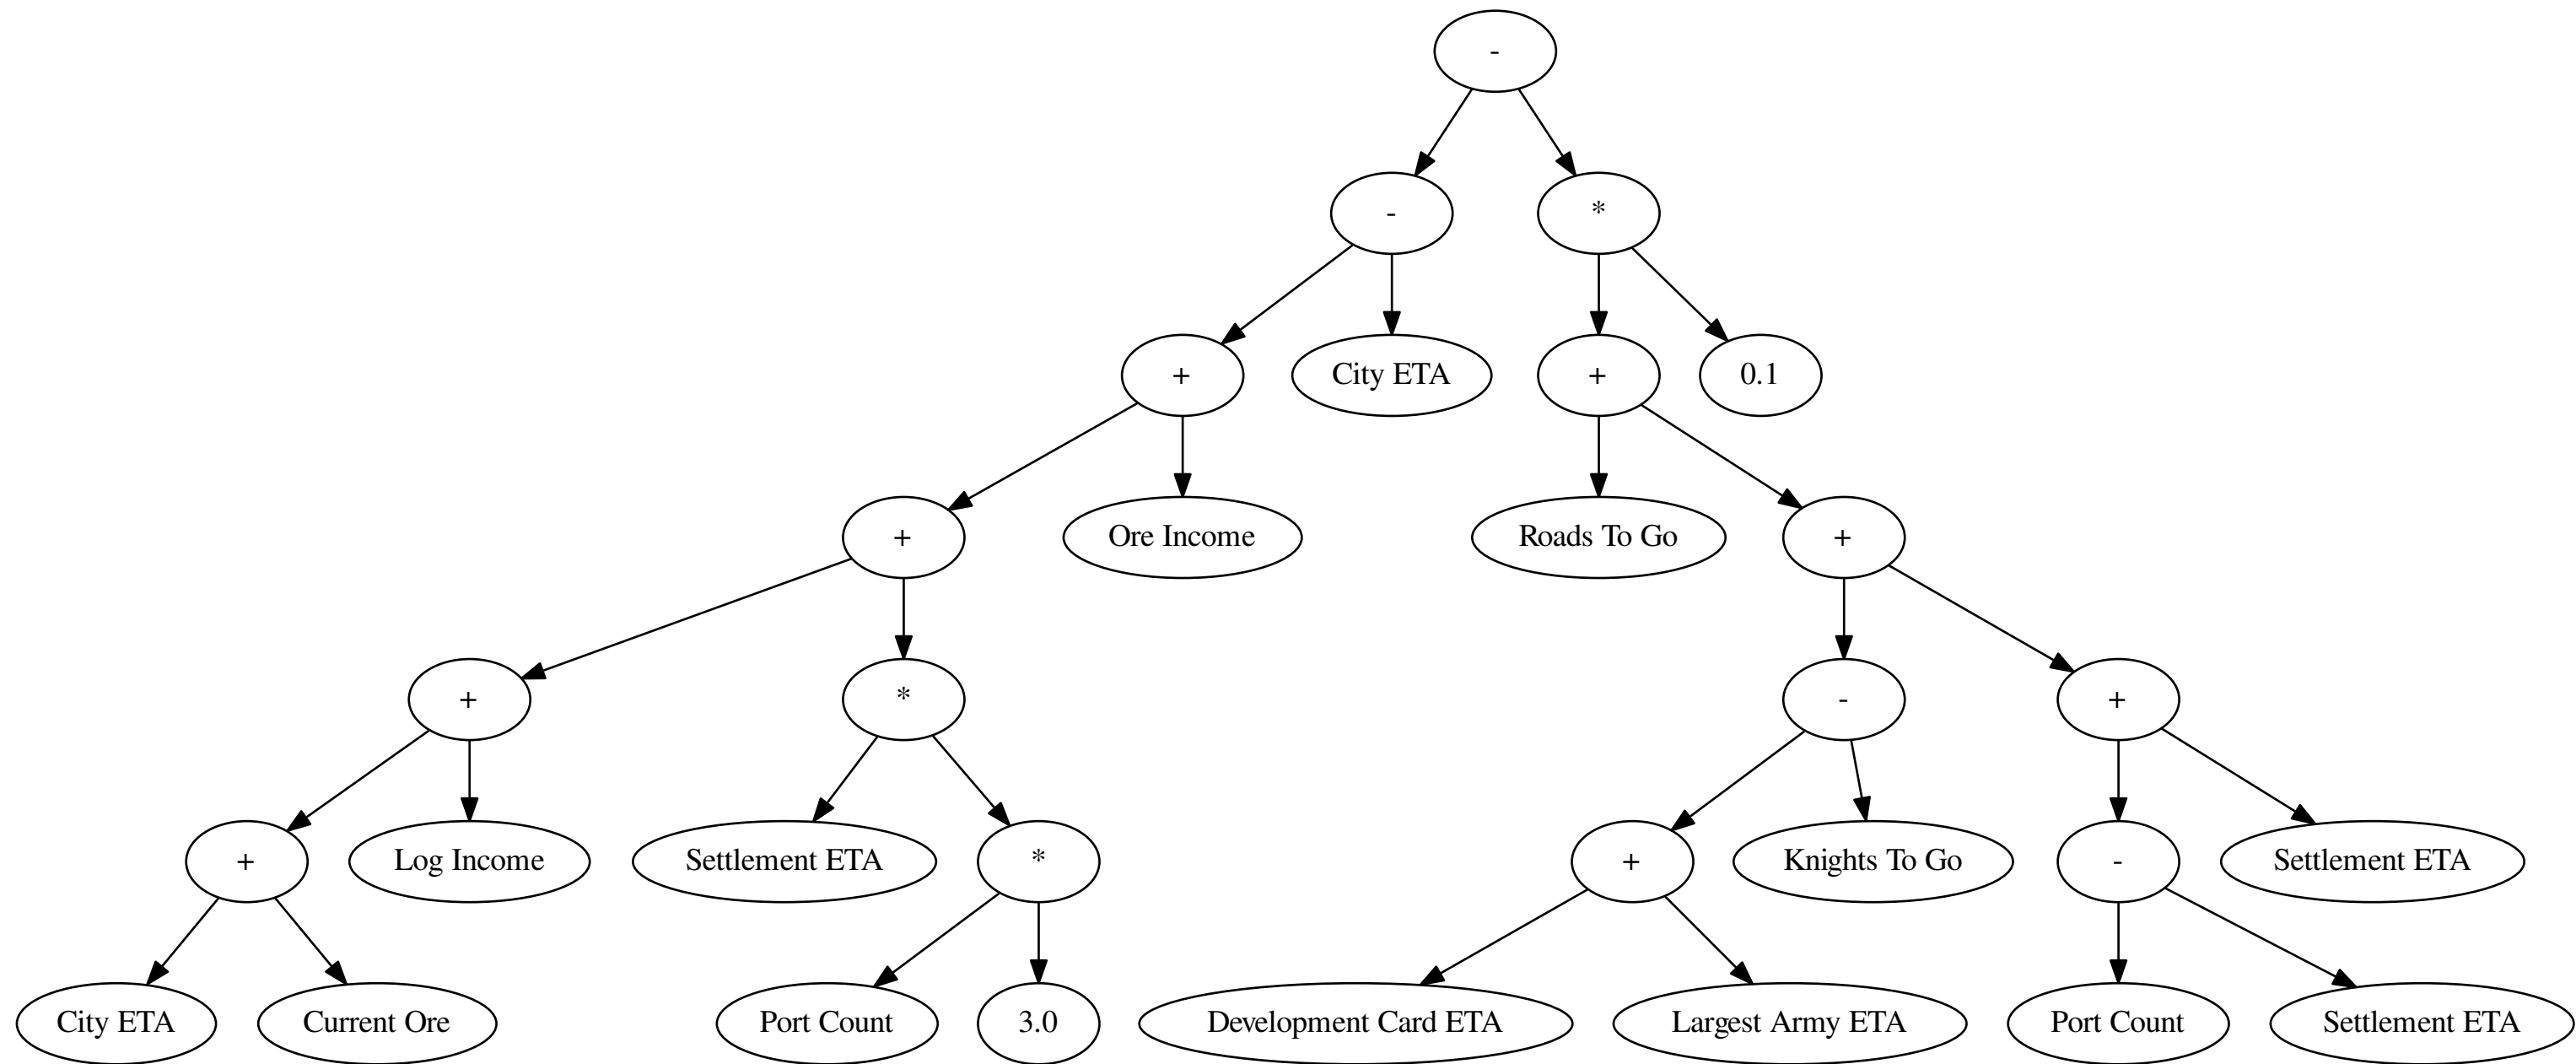 -
-
*
+
City ETA
+
0.1
+
Ore Income
Roads To Go
+
+
*
-
+
+
Log Income
Settlement ETA
*
+
Knights To Go
-
Settlement ETA
City ETA
Current Ore
Port Count
3.0
Development Card ETA
Largest Army ETA
Port Count
Settlement ETA